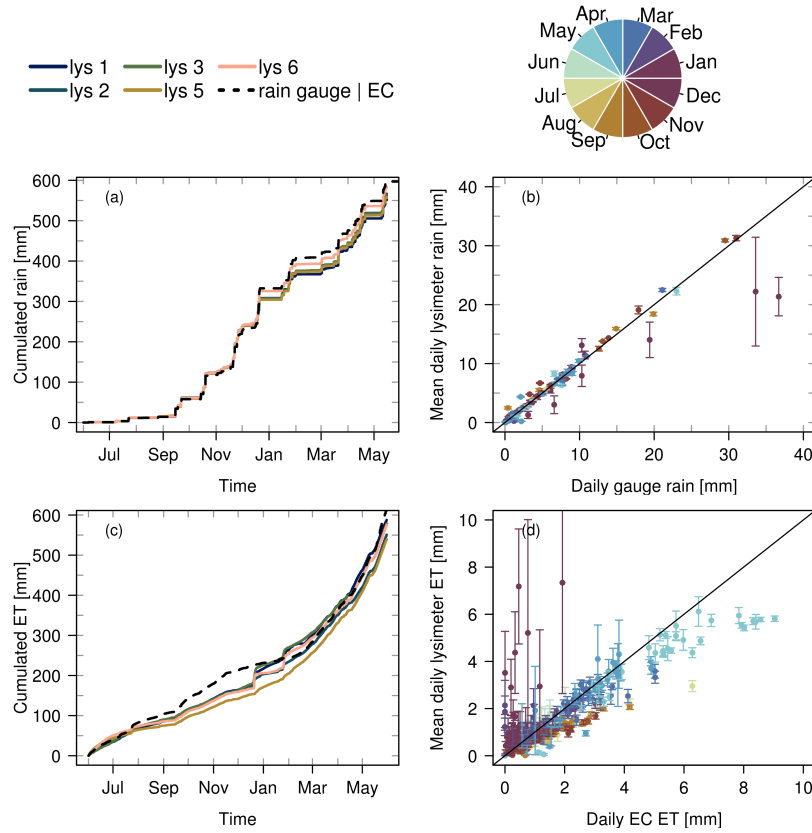 Apr Mar
May Feb
Jun Jan
Jul Dec
Aug Nov
Sep Oct
lys 1 lys 3 lys 6
lys 2 lys 5 rain gauge | EC
(a)
Cumulated rain [mm]
600
500
400
300
200
100
0
Jul Sep Nov Jan Mar May
Time
(b)
Mean daily lysimeter rain [mm]
40
30
20
10
0
0 10 20 30 40
Daily gauge rain [mm]
(c)
Cumulated ET [mm]
600
500
400
300
200
100
0
Jul Sep Nov Jan Mar May
Time
(d)
Mean daily lysimeter ET [mm]
10
8
6
4
2
0
0 2 4 6 8 10
Daily EC ET [mm]